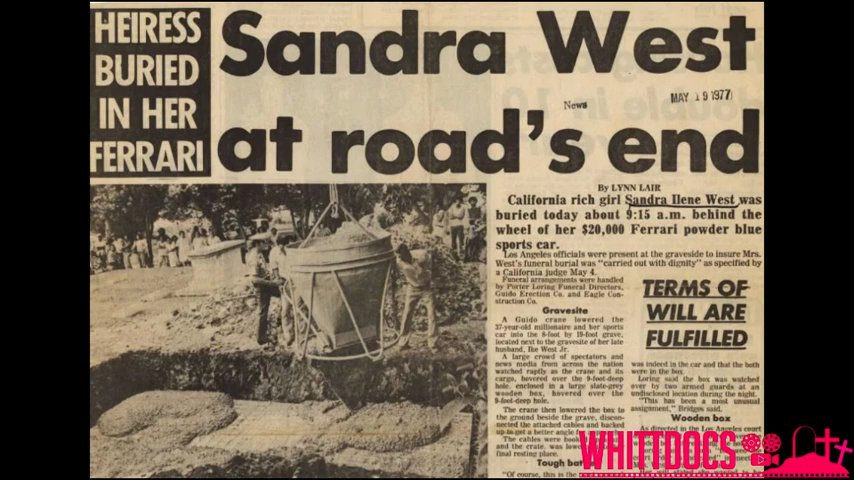 HEIRESS
BURIED
IN HER
FERRARI
Sandra West
at road's end
News
MAY 19 1977
By LYNN LAIR
California rich girl Sandra Ilene West was
buried today about 9:15 a.m. behind the
wheel of her $20,000 Ferrari powder blue
sports car.
Los Angeles officials were present at the graveside to insure Mrs.
West's funeral burial was "carried out with dignity" as specified by
a California judge May 4.
Funeral arrangements were handled
by Porter Loring Funeral Directors,
Guido Erection Co. and Eagle Con-
struction Co.
Gravesite
A Guido crane lowered the
37-year-old millionaire and her sports
car into the 8-foot by 18-foot grave,
located next to the gravesite of her late
husband, Ike West Jr.
A large crowd of spectators and
news media from across the nation
watched raptly as the crane and its
cargo, hovered over the 9-foot-deep
hole, enclosed in a large slate-grey
wooden box, hovered over the
9-foot-deep hole.
The crane then lowered the box to
the ground beside the grave, discon-
nected the attached cables and backed
up to get a better angle
The cables were
and the crate, was
final resting place.
Tough
"Of course, this is the
TERMS OF
WILL ARE
FULFILLED
was indeed in the car and that the both
were in the box.
Loring said the box was watched
over by two armed guards at an
undisclosed location during the night.
"This has been a most unusual
assignment," Bridges said.
Wooden box
As directed in the Los Angeles court
WHITTDOCS